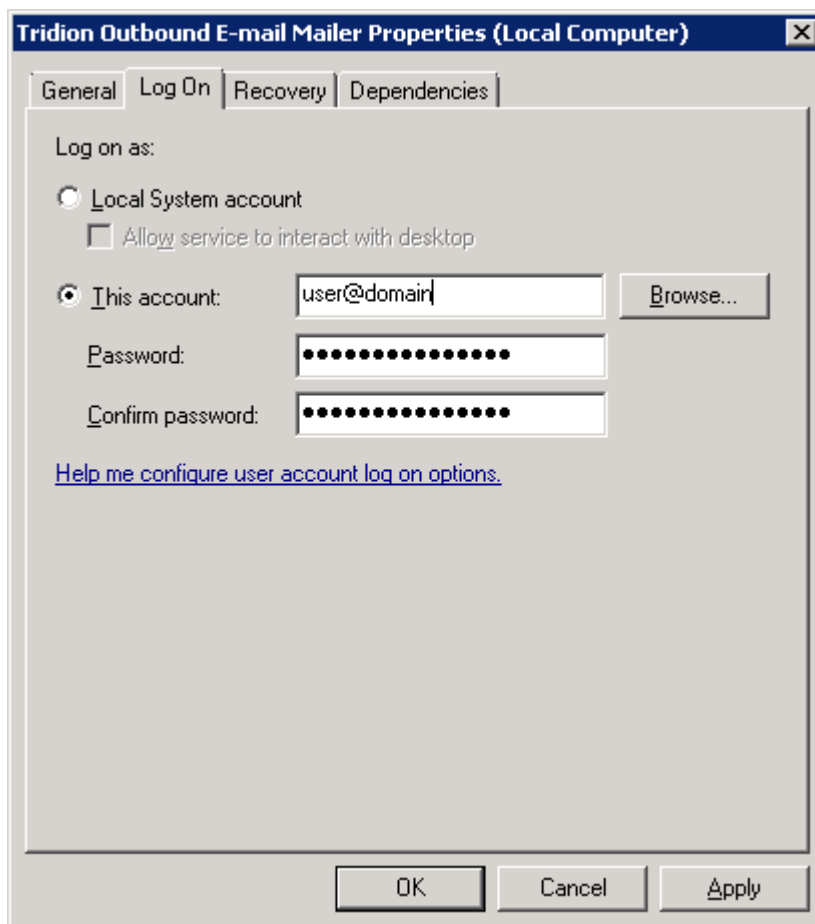 Tridion Outbound E-mail Mailer Properties (Local Computer)
General Log On Recovery Dependencies
Log on as:
Local System account
Allow service to interact with desktop
This account: user@domain Browse...
Password: ●●●●●●●●●●●●●●●
Confirm password: ●●●●●●●●●●●●●●●
Help me configure user account log on options.
OK Cancel Apply